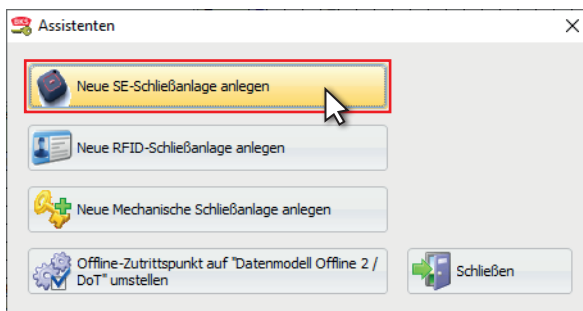 Assistenten
Neue SE-Schließanlage anlegen
Neue RFID-Schließanlage anlegen
Neue Mechanische Schließanlage anlegen
Offline-Zutrittspunkt auf "Datenmodell Offline 2 /
DoT" umstellen
Schließen